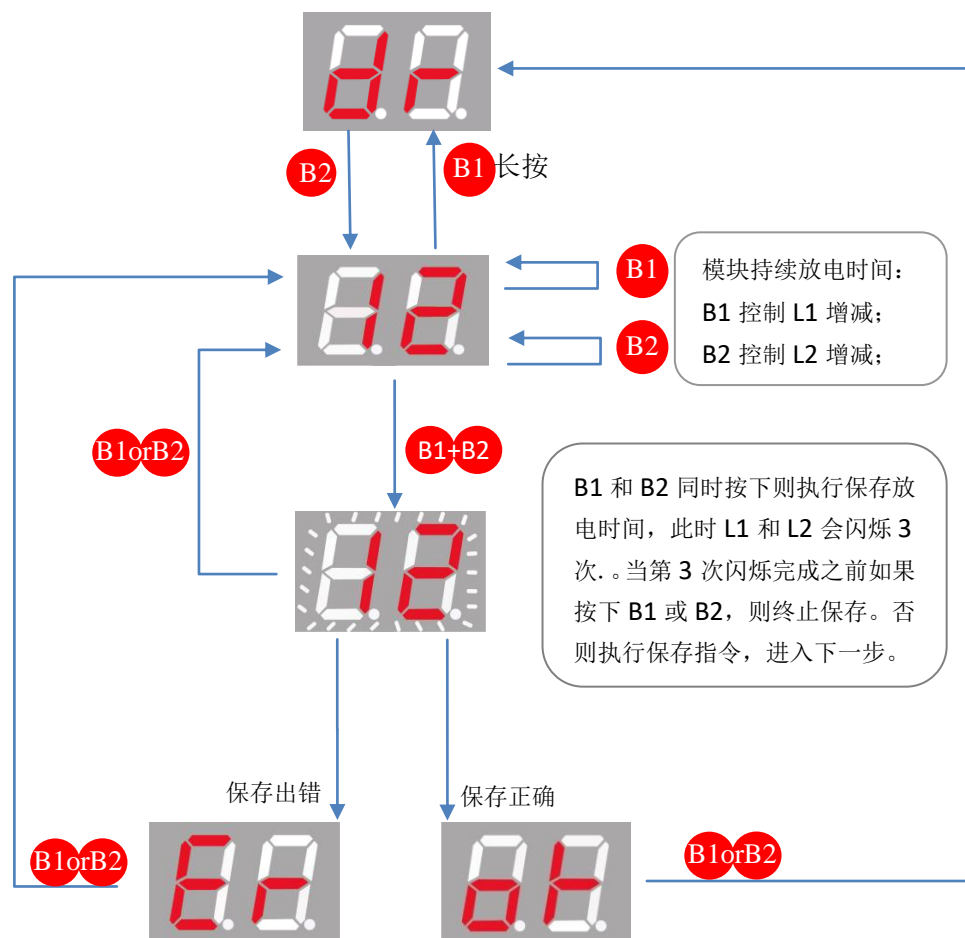 dr
B2
B1 长按
12
B1
B2
模块持续放电时间：
B1 控制 L1 增减；
B2 控制 L2 增减；
B1orB2
B1+B2
12
B1 和 B2 同时按下则执行保存放
电时间，此时 L1 和 L2 会闪烁 3
次.。当第 3 次闪烁完成之前如果
按下 B1 或 B2，则终止保存。否
则执行保存指令，进入下一步。
保存出错
保存正确
B1orB2
Er
B1orB2